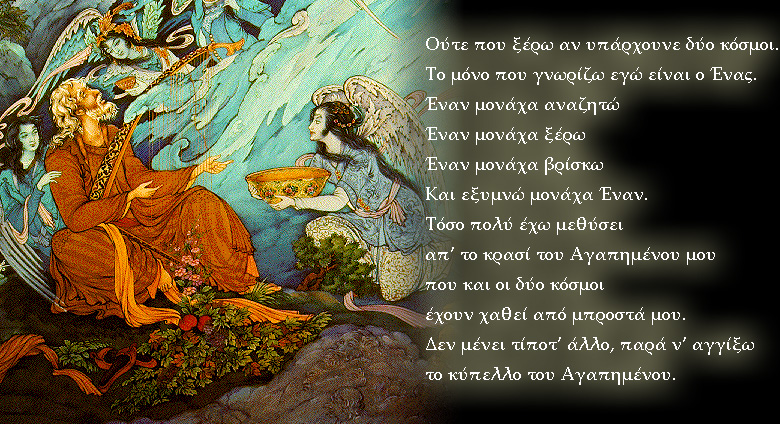 Ούτε που ξέρω αν υπάρχουνε δύο κόσμοι.
Το μόνο που γνωρίζω εγώ είναι ο Ένας.
Έναν μονάχα αναζητώ
Έναν μονάχα ξέρω
Έναν μονάχα βρίσκω
Και εξυμνώ μονάχα Έναν.
Τόσο πολύ έχω μεθύσει
απ’ το κρασί του Αγαπημένου μου
που και οι δύο κόσμοι
έχουν χαθεί από μπροστά μου.
Δεν μένει τίποτ’ άλλο, παρά ν’ αγγίξω
το κύπελλο του Αγαπημένου.